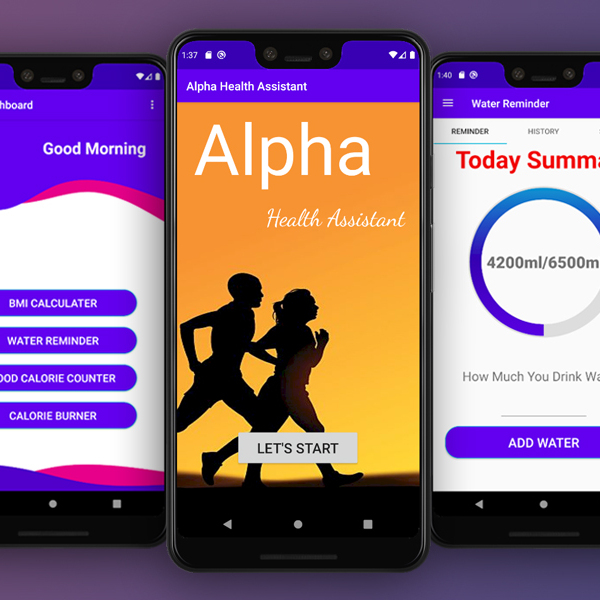 hboard
Good Morning
BMI CALCULATER
WATER REMINDER
OOD CALORIE COUNTER
CALORIE BURNER
1:37
Alpha Health Assistant
Alpha
Health Assistant
LET'S START
1:40
Water Reminder
REMINDER
HISTORY
Today Summa
4200ml/6500m
How Much You Drink Wa
ADD WATER